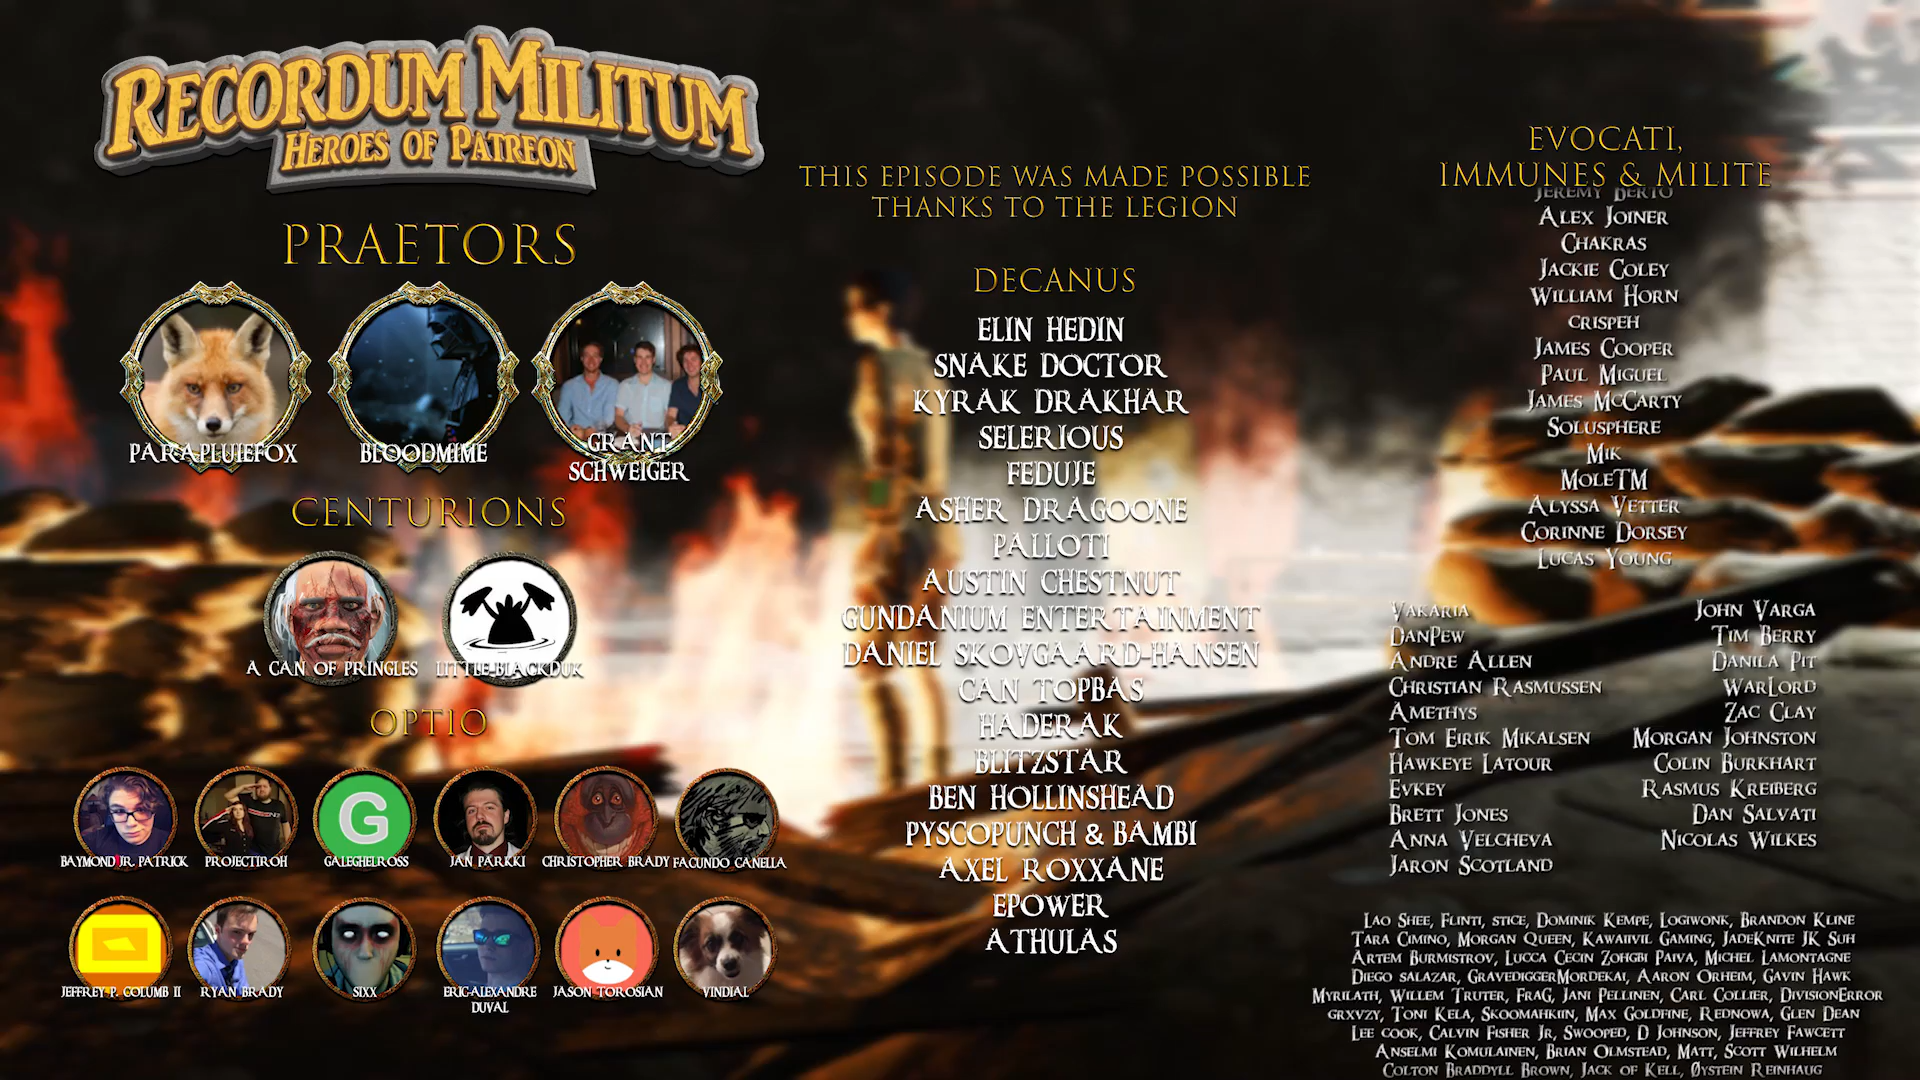 RECORDUM MILITUM
HEROES OF PATREON
PRAETORS
PARAPLUIEFOX
BLOODMIME
GRANT
SCHWEIGER
CENTURIONS
A CAN OF PRINGLES
LITTLE-BLACKDUK
OPTIO
BAYMOND JR. PATRICK
PROJECTIROH
GALEGHELROSS
JAN PARKKI
CHRISTOPHER BRADY
FACUNDO CANELLA
G
JEFFREY P. COLUMB II
RYAN BRADY
SIXX
ERIC-ALEXANDRE
DUVAL
JASON TOROSIAN
VINDIAL
THIS EPISODE WAS MADE POSSIBLE
THANKS TO THE LEGION
DECANUS
ELIN HEDIN
SNAKE DOCTOR
KYRAK DRAKHAR
SELERIOUS
FEDUJE
ASHER DRAGOONE
PALLOTI
AUSTIN CHESTNUT
GUNDANIUM ENTERTAINMENT
DANIEL SKOVGAARD-HANSEN
CAN TOPBAS
HADERAK
BLITZSTAR
BEN HOLLINSHEAD
PYSCOPUNCH & BAMBI
AXEL ROXXANE
EPOWER
ATHULAS
EVOCATI,
IMMUNES & MILITE
JEREMY BERTO
ALEX JOINER
CHAKRAS
JACKIE COLEY
WILLIAM HORN
CRISPEH
JAMES COOPER
PAUL MIGUEL
JAMES MCCARTY
SOLUSPHERE
MIK
MOLETM
ALYSSA VETTER
CORINNE DORSEY
LUCAS YOUNG
VAKARIA
DANPEW
ANDRE ALLEN
CHRISTIAN RASMUSSEN
AMETHYS
TOM EIRIK MIKALSEN
HAWKEYE LATOUR
EVKEY
BRETT JONES
ANNA VELCHEVA
JARON SCOTLAND
JOHN VARGA
TIM BERRY
DANILA PIT
WARLORD
ZAC CLAY
MORGAN JOHNSTON
COLIN BURKHART
RASMUS KREIBERG
DAN SALVATI
NICOLAS WILKES
LAO SHEE, FLINTI, STICE, DOMINIK KEMPE, LOGIWONK, BRANDON KLINE
TARA CIMINO, MORGAN QUEEN, KAWAIIVIL GAMING, JADEKNITE JK SUH
ARTEM BURMISTROV, LUCCA CECIN ZOHGBI PAIVA, MICHEL LAMONTAGNE
DIEGO SALAZAR, GRAVEDIGGERMORDEKAI, AARON ORHEIM, GAVIN HAWK
MYRILATH, WILLEM TRUTER, FRAG, JANI PELLINEN, CARL COLLIER, DIVISIONERROR
GRXVZY, TONI KELA, SKOOMAHKIIN, MAX GOLDFINE, REDNOWA, GLEN DEAN
LEE COOK, CALVIN FISHER JR, SWOOPED, D JOHNSON, JEFFREY FAWCETT
ANSELMI KOMULAINEN, BRIAN OLMSTEAD, MATT, SCOTT WILHELM
COLTON BRADDYLL BROWN, JACK OF KELL, ØYSTEIN REINHAUG